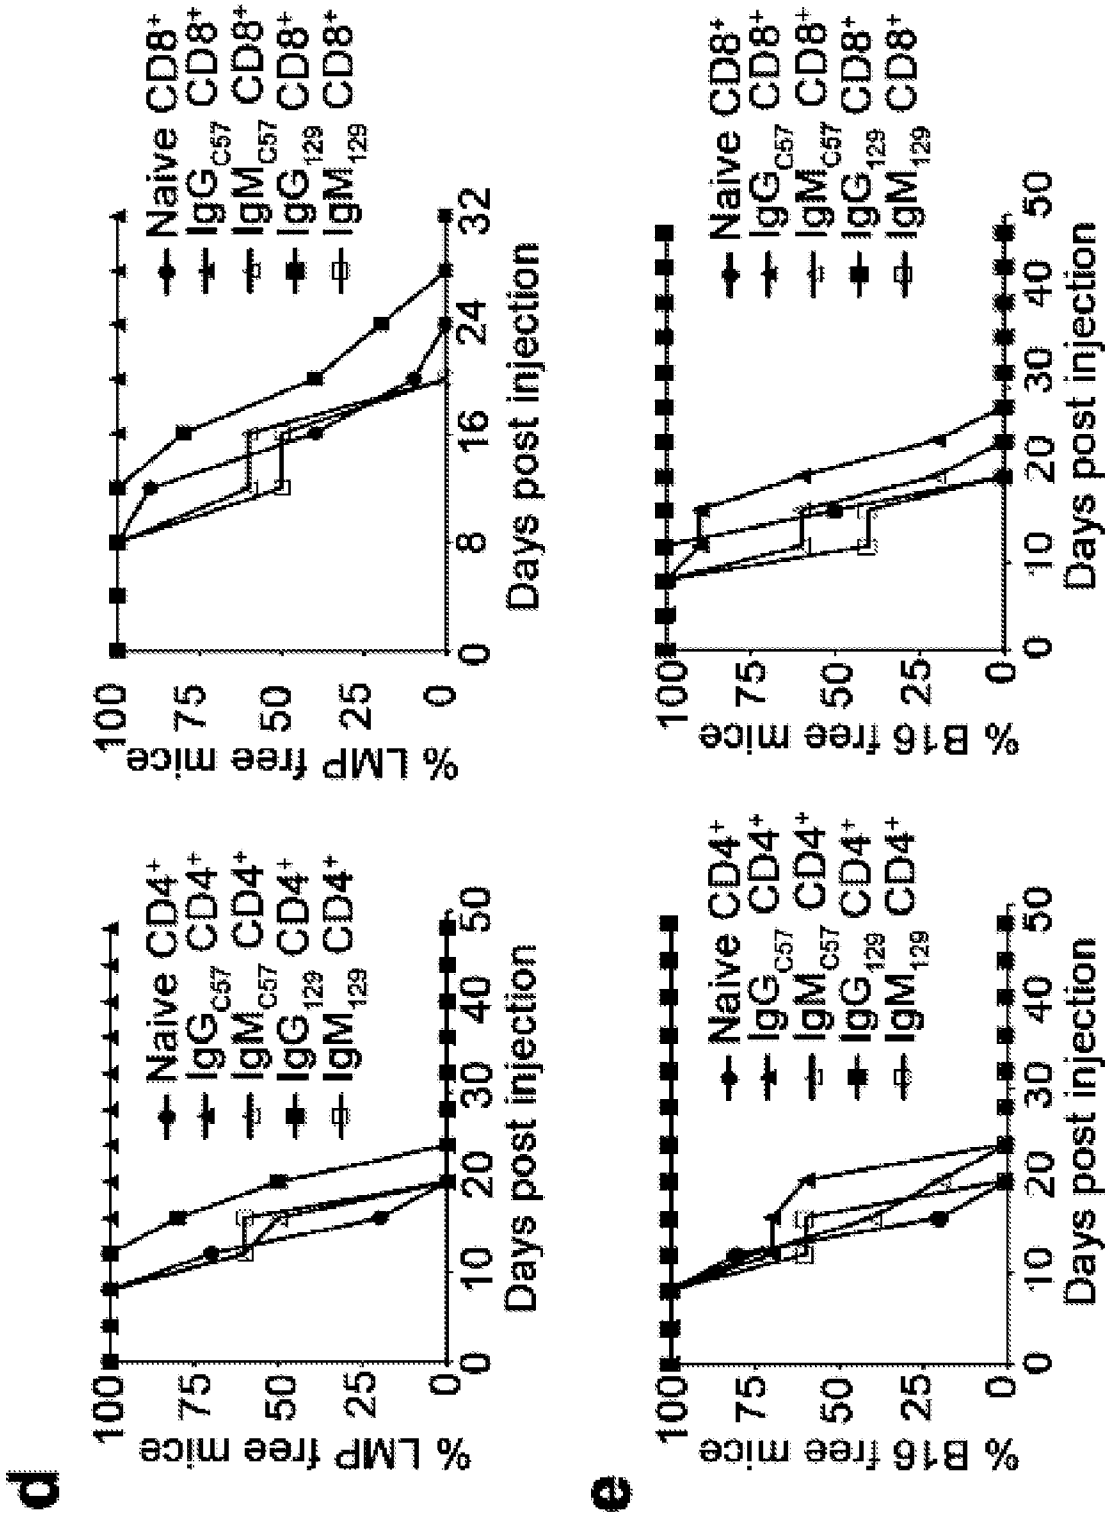 d
% LMP free mice
100
75
50
25
0
0 10 20 30 40 50
Days post injection
Naive CD4+
IgGC57 CD4+
IgMC57 CD4+
IgG129 CD4+
IgM129 CD4+
% LMP free mice
100
75
50
25
0
0 8 16 24 32
Days post injection
Naive CD8+
IgGC57 CD8+
IgMC57 CD8+
IgG129 CD8+
IgM129 CD8+
e
% B16 free mice
100
75
50
25
0
0 10 20 30 40 50
Days post injection
Naive CD4+
IgGC57 CD4+
IgMC57 CD4+
IgG129 CD4+
IgM129 CD4+
% B16 free mice
100
75
50
25
0
0 10 20 30 40 50
Days post injection
Naive CD8+
IgGC57 CD8+
IgMC57 CD8+
IgG129 CD8+
IgM129 CD8+